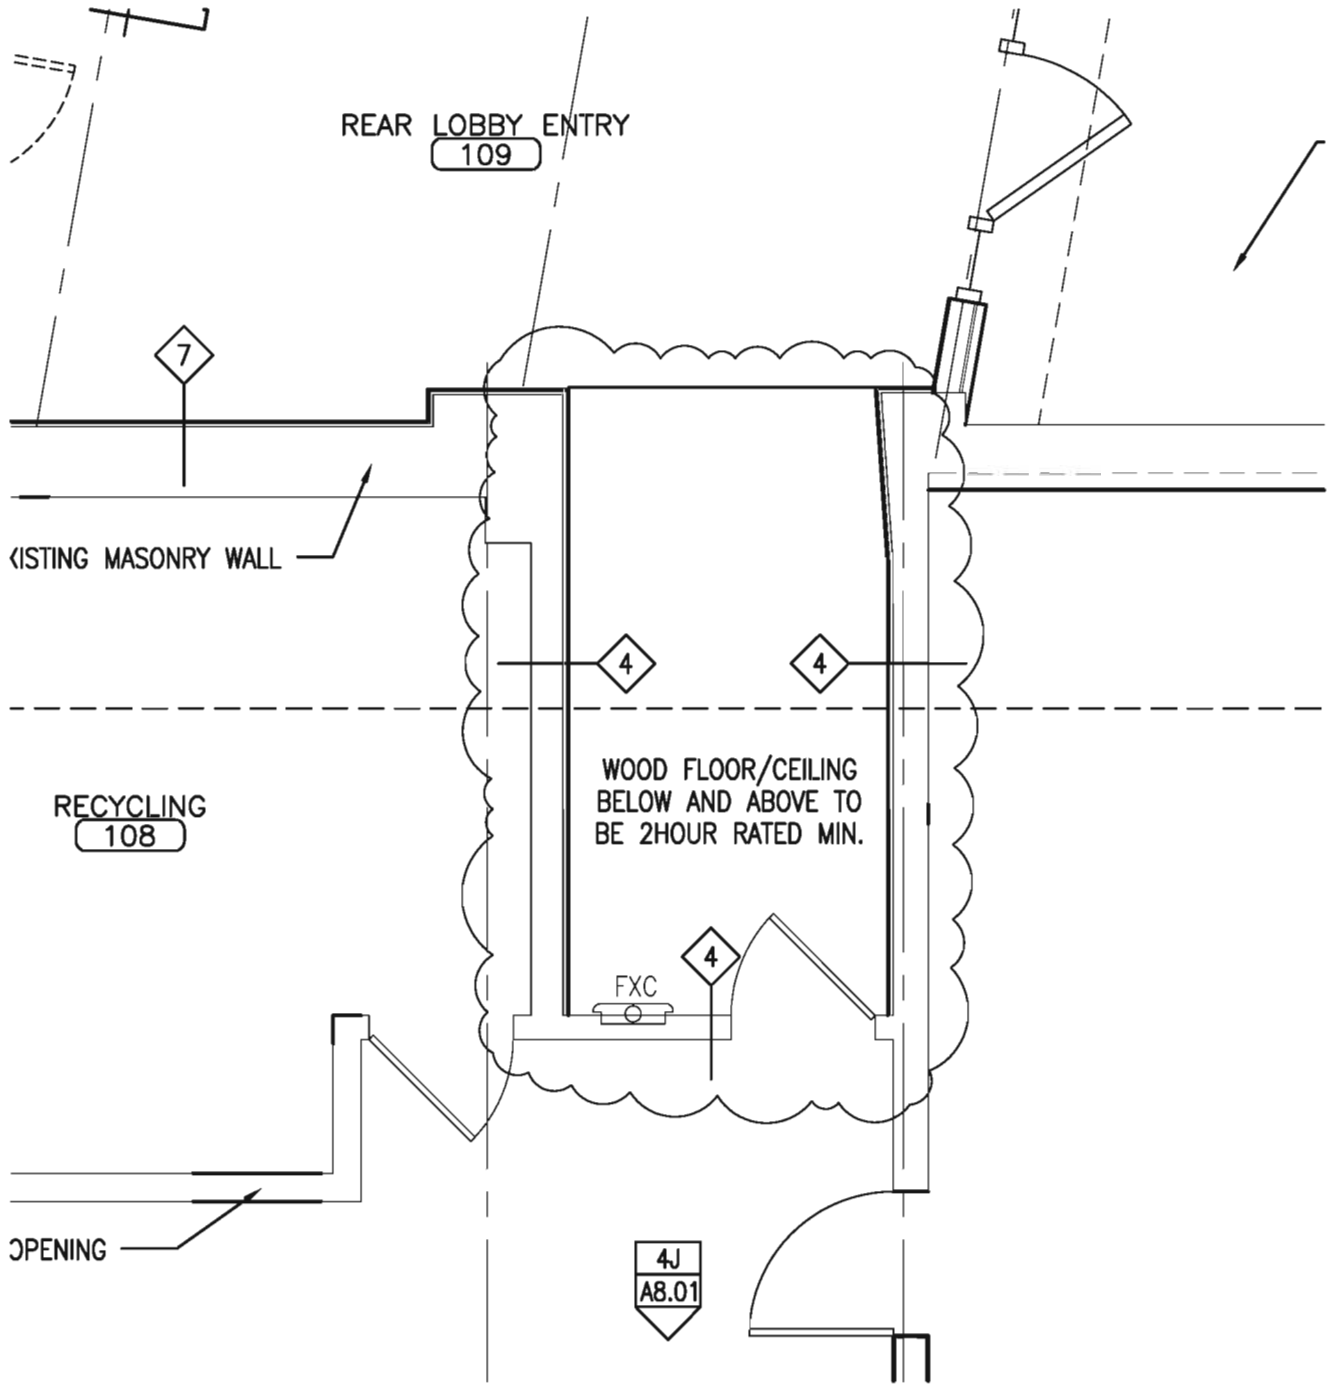 REAR LOBBY ENTRY
109
7
XISTING MASONRY WALL
4
4
WOOD FLOOR/CEILING
BELOW AND ABOVE TO
BE 2HOUR RATED MIN.
RECYCLING
108
4
FXC
OPENING
4J
A8.01